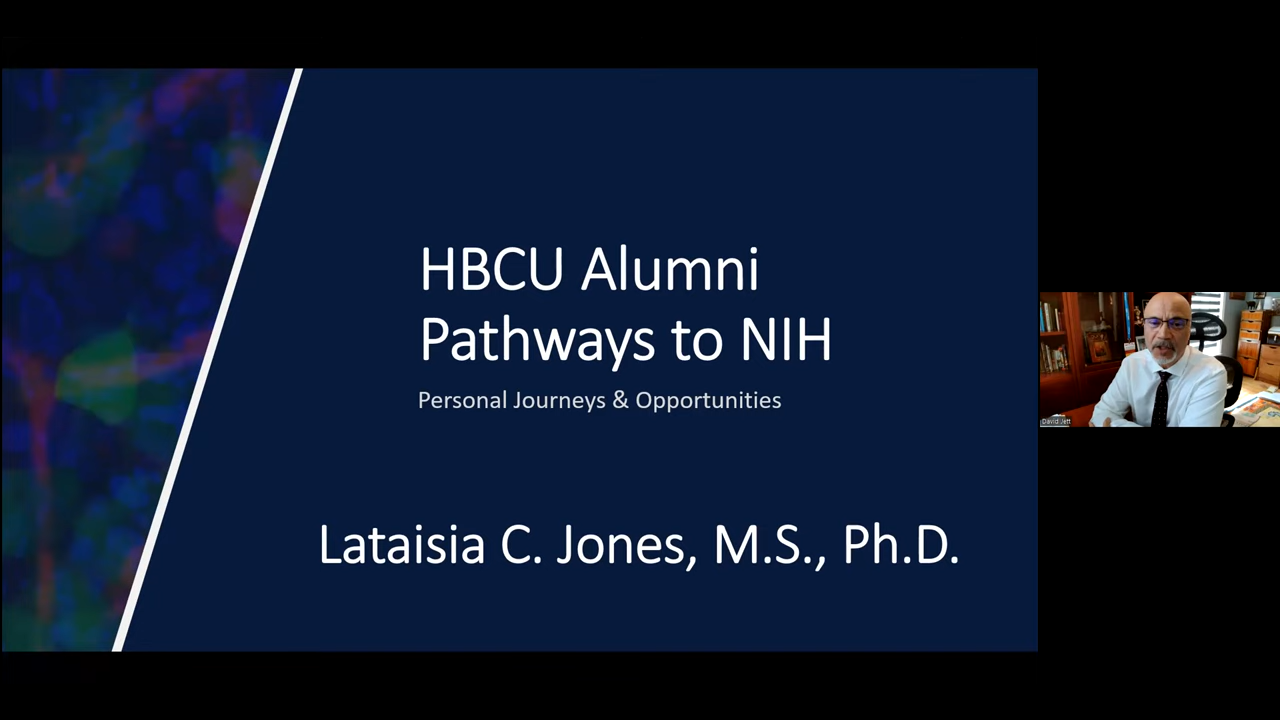 HBCU Alumni
Pathways to NIH
Personal Journeys & Opportunities
Lataisia C. Jones, M.S., Ph.D.
David Jett